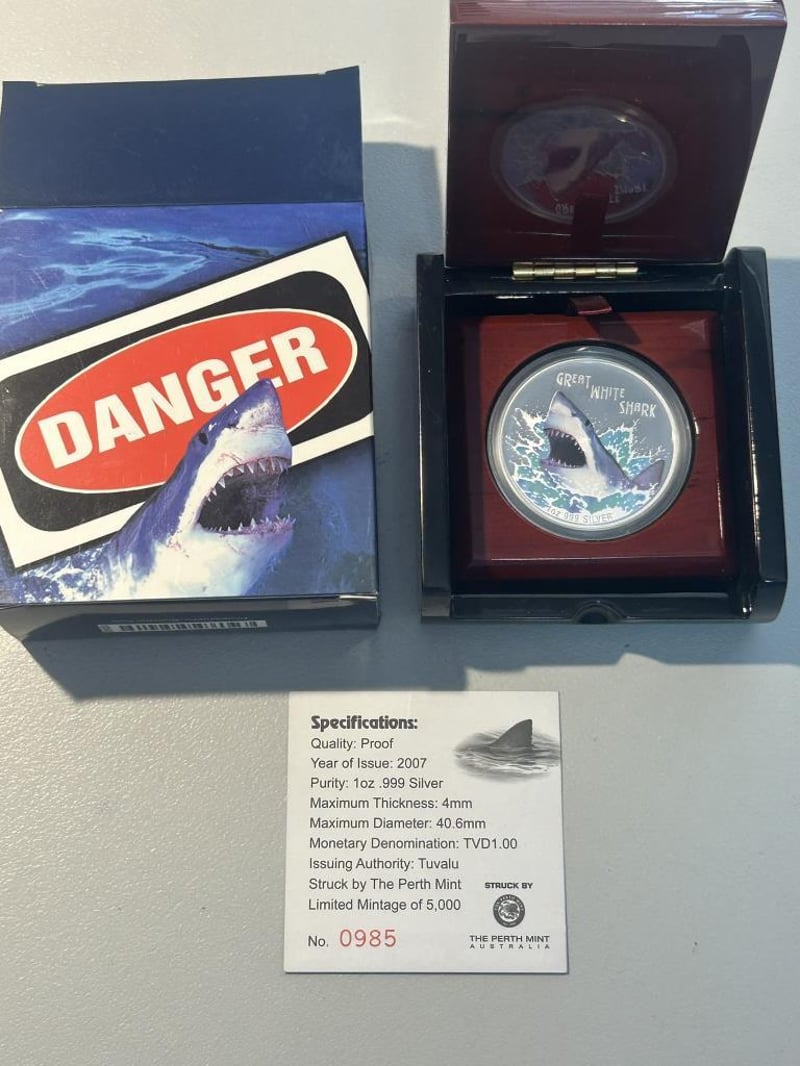 DANGER
GREAT
WHITE
SHARK
1oz 999 SILVER
Specifications:
Quality: Proof
Year of Issue: 2007
Purity: 1oz .999 Silver
Maximum Thickness: 4mm
Maximum Diameter: 40.6mm
Monetary Denomination: TVD1.00
Issuing Authority: Tuvalu
Struck by The Perth Mint
Limited Mintage of 5,000
No. 0985
STRUCK BY
THE PERTH MINT
AUSTRALIA